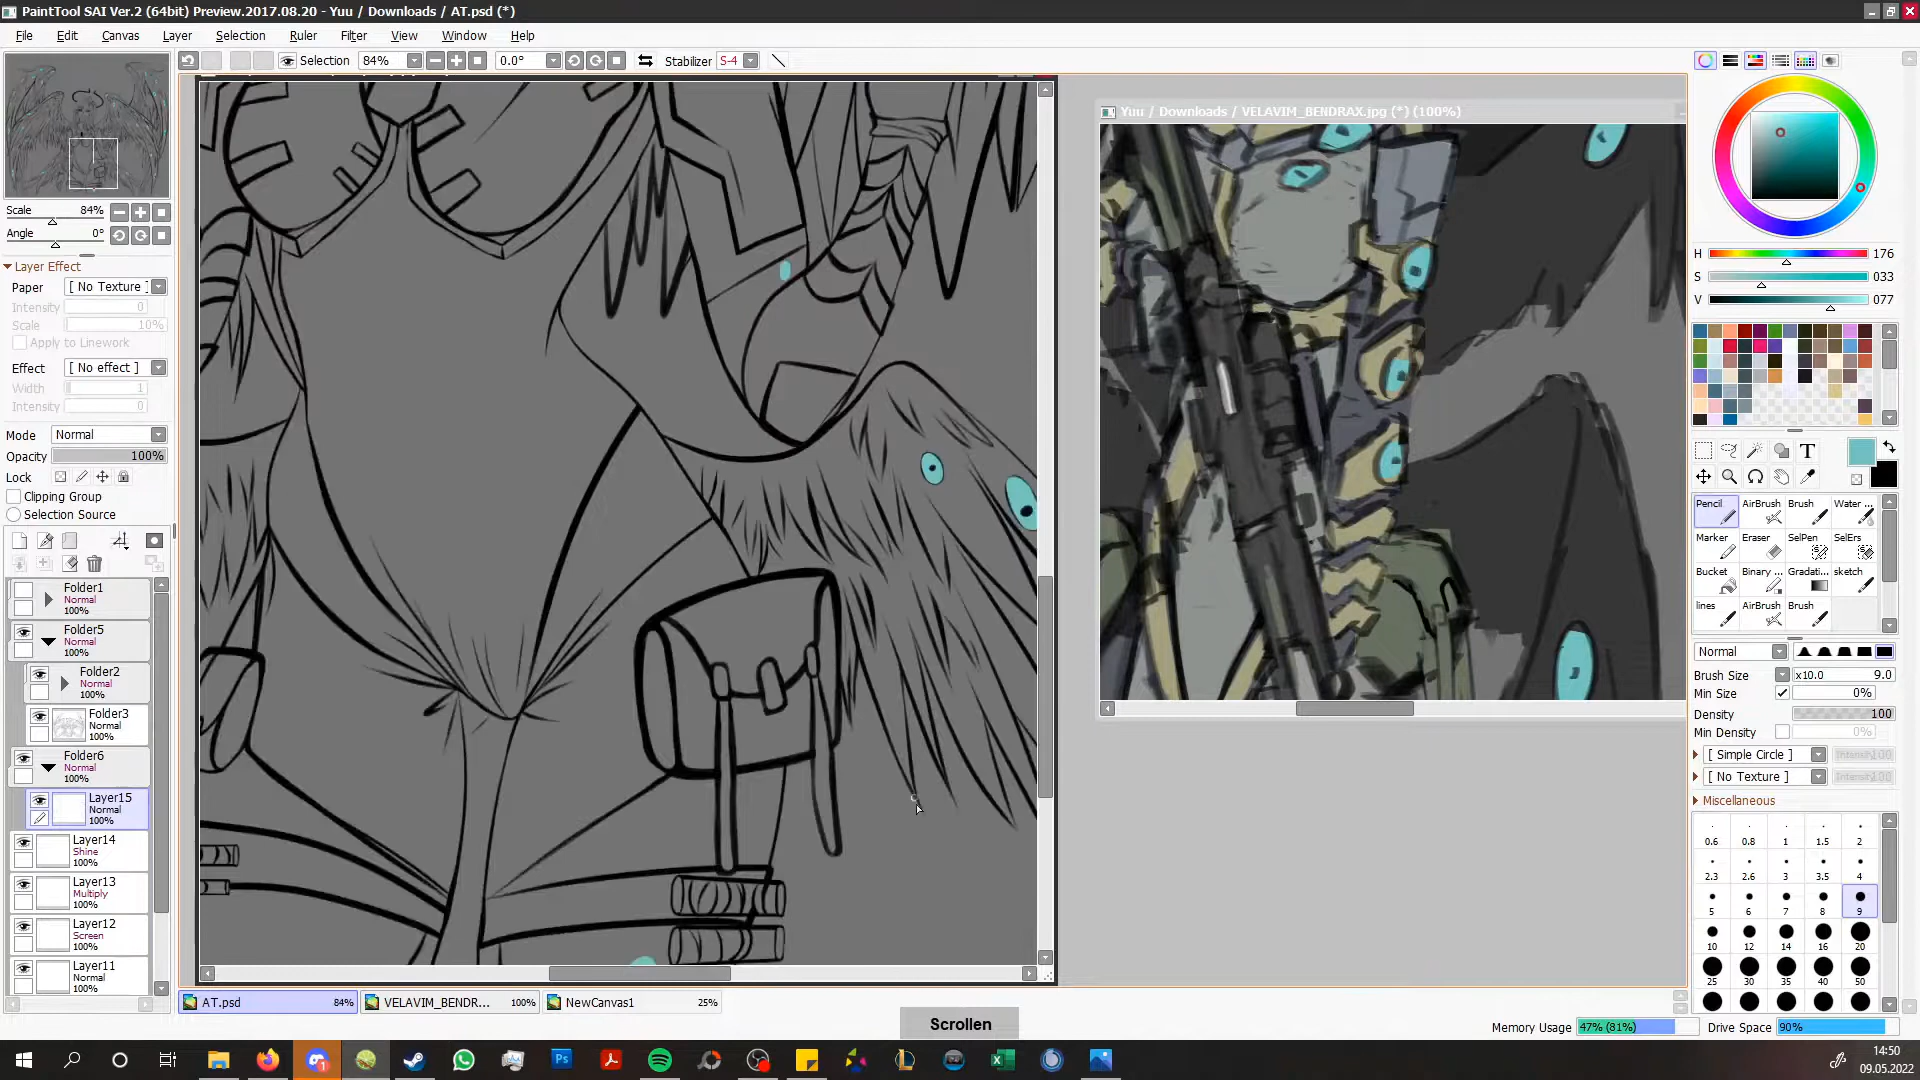 PaintTool SAI Ver.2 (64bit) Preview.2017.08.20 - Yuu / Downloads / AT.psd (*)
File Edit Canvas Layer Selection Ruler Filter View Window Help
Selection 84% 0.0° Stabilizer S-4
Yuu / Downloads / VELAVIM_BENDRAX.jpg (*) (100%)
Scale 84%
Angle 0°
Layer Effect
Paper [ No Texture ]
Intensity 0
Scale 10%
Apply to Linework
Effect [ No effect ]
Width 1
Intensity 0
Mode Normal
Opacity 100%
Lock
Clipping Group
Selection Source
Folder1
Normal
100%
Folder5
Normal
100%
Folder2
Normal
100%
Folder3
Normal
100%
Folder6
Normal
100%
Layer15
Normal
100%
Layer14
Shine
100%
Layer13
Multiply
100%
Layer12
Screen
100%
Layer11
Normal
100%
H 176
S 033
V 077
T
Pencil AirBrush Brush Water ...
Marker Eraser SelPen SelErs
Bucket Binary ... Gradati... sketch
lines AirBrush Brush
Normal
Brush Size x10.0 9.0
Min Size 0%
Density 100
Min Density 0%
[ Simple Circle ]
[ No Texture ]
Miscellaneous
0.6 0.8 1 1.5 2
2.3 2.6 3 3.5 4
5 6 7 8 9
10 12 14 16 20
25 30 35 40 50
AT.psd 84% VELAVIM_BENDR... 100% NewCanvas1 25%
Scrollen
Memory Usage 47% (81%) Drive Space 90%
14:50
09.05.2022